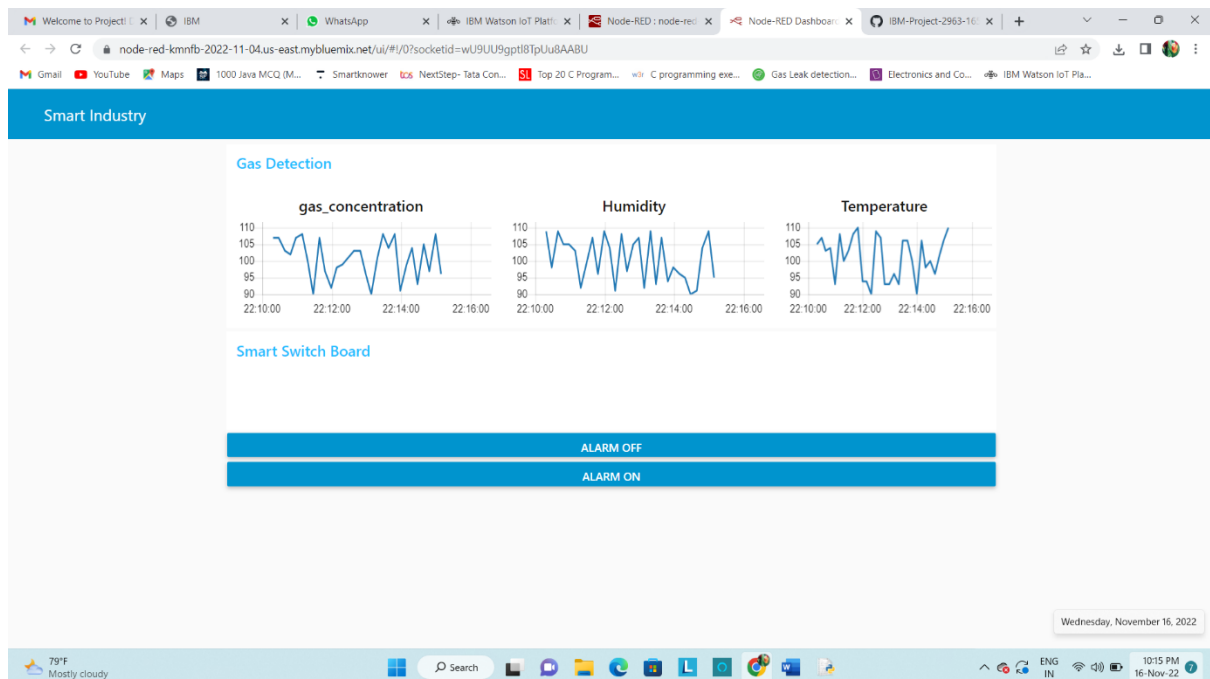 Welcome to Project! D
IBM
WhatsApp
IBM Watson IoT Platfo
Node-RED : node-red
Node-RED Dashboard
IBM-Project-2963-16
node-red-kmnfb-2022-11-04.us-east.mybluemix.net/ui/#!/0?socketid=wU9UU9gptI8TpUu8AABU
Gmail YouTube Maps 1000 Java MCQ (M... Smartknower NextStep- Tata Con... Top 20 C Program... C programming exe... Gas Leak detection... Electronics and Co... IBM Watson IoT Pla...
Smart Industry
Gas Detection
gas_concentration
110
105
100
95
90
22:10:00 22:12:00 22:14:00 22:16:00
Humidity
110
105
100
95
90
22:10:00 22:12:00 22:14:00 22:16:00
Temperature
110
105
100
95
90
22:10:00 22:12:00 22:14:00 22:16:00
Smart Switch Board
ALARM OFF
ALARM ON
Wednesday, November 16, 2022
79°F
Mostly cloudy
Search
ENG
IN
10:15 PM
16-Nov-22